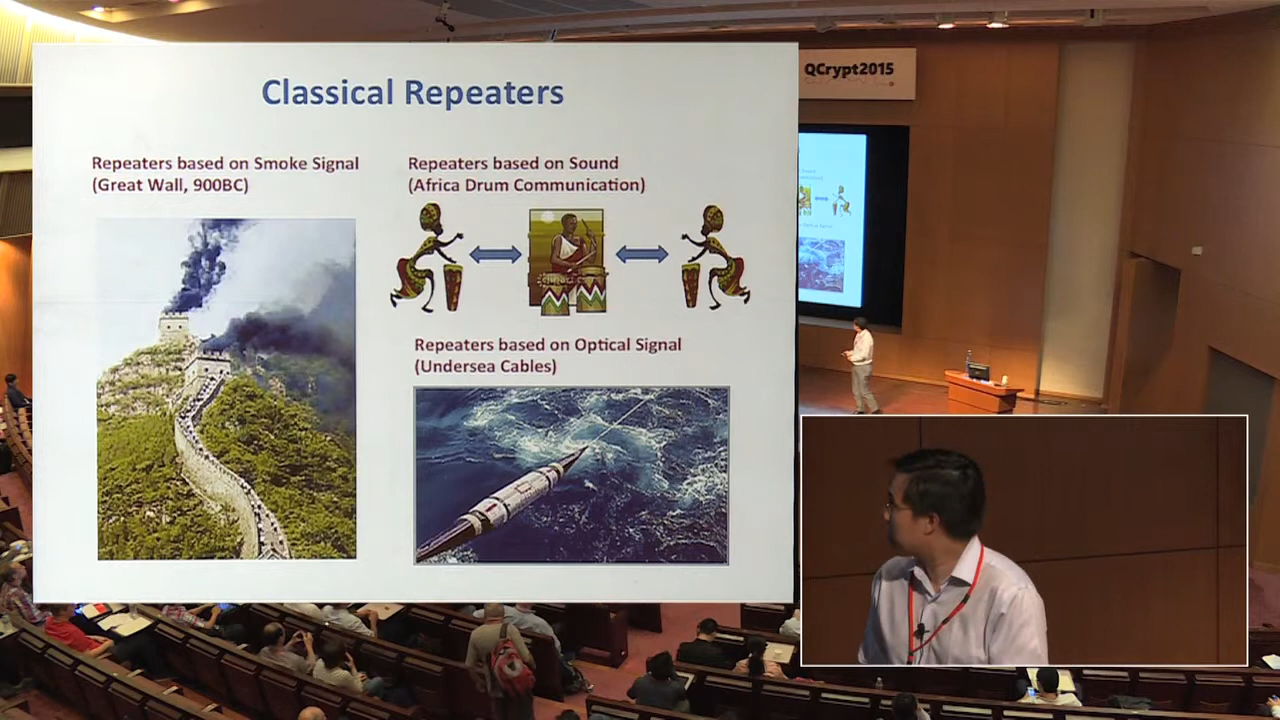 Classical Repeaters
Repeaters based on Smoke Signal
(Great Wall, 900BC)
Repeaters based on Sound
(Africa Drum Communication)
Repeaters based on Optical Signal
(Undersea Cables)
QCrypt2015